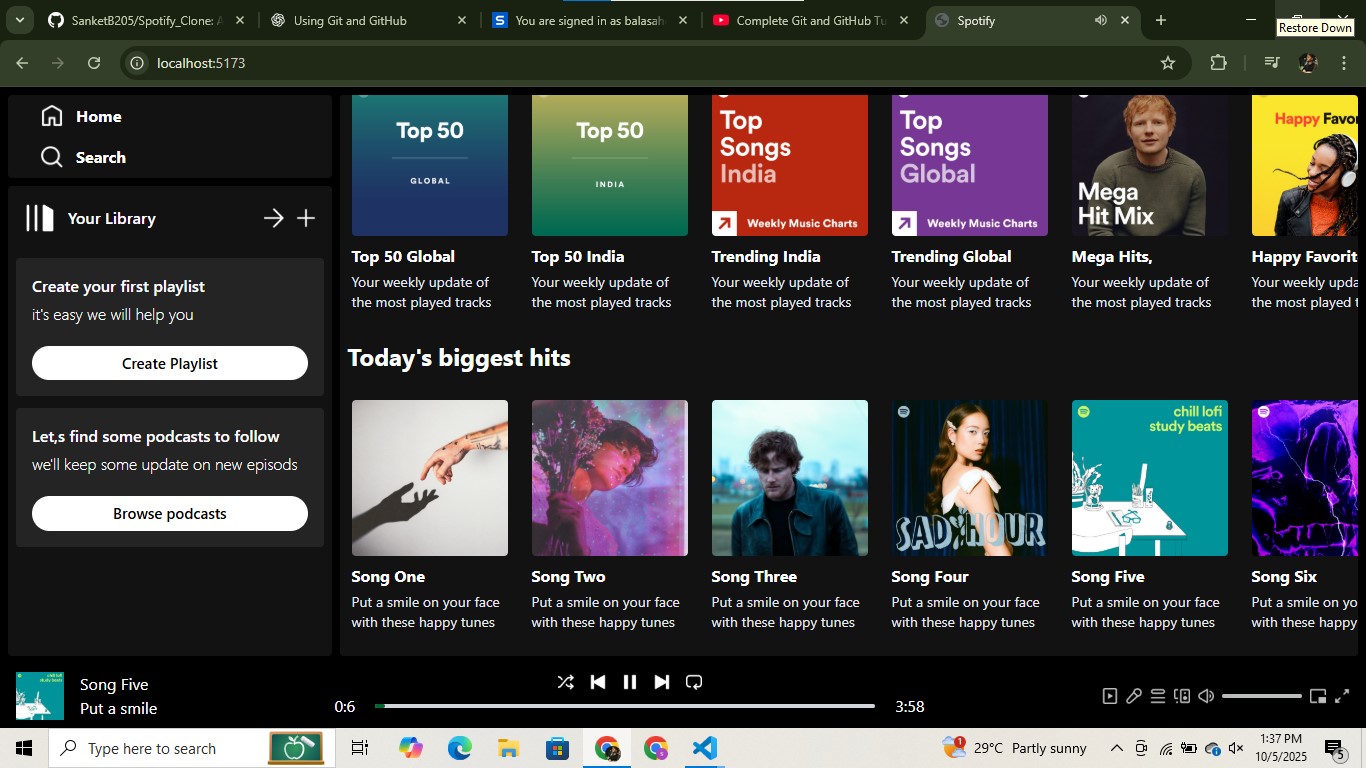 SanketB205/Spotify_Clone: A
Using Git and GitHub
S
You are signed in as balasah
Complete Git and GitHub Tu
Spotify
Restore Down
localhost:5173
Home
Search
Your Library
Create your first playlist
it's easy we will help you
Create Playlist
Let,s find some podcasts to follow
we'll keep some update on new episods
Browse podcasts
Top 50
GLOBAL
Top 50
INDIA
Top
Songs
India
Weekly Music Charts
Top
Songs
Global
Weekly Music Charts
Mega
Hit Mix
Happy Favor
Top 50 Global
Your weekly update of
the most played tracks
Top 50 India
Your weekly update of
the most played tracks
Trending India
Your weekly update of
the most played tracks
Trending Global
Your weekly update of
the most played tracks
Mega Hits,
Your weekly update of
the most played tracks
Happy Favorit
Your weekly upda
the most played t
Today's biggest hits
SAD HOUR
chill lofi
study beats
Song One
Put a smile on your face
with these happy tunes
Song Two
Put a smile on your face
with these happy tunes
Song Three
Put a smile on your face
with these happy tunes
Song Four
Put a smile on your face
with these happy tunes
Song Five
Put a smile on your face
with these happy tunes
Song Six
Put a smile on yo
with these happy
chill lofi
study beats
Song Five
Put a smile
0:6
3:58
Type here to search
1
29°C Partly sunny
1:37 PM
10/5/2025
5